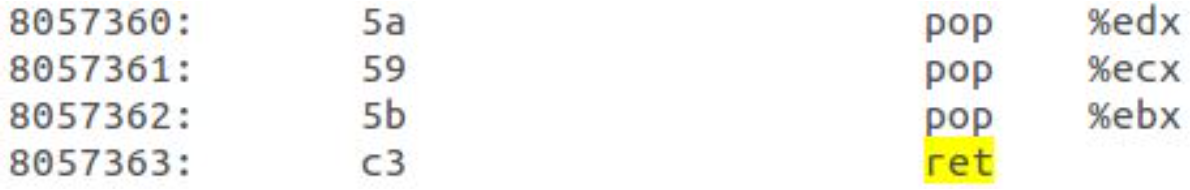 8057360: 5a pop %edx
8057361: 59 pop %ecx
8057362: 5b pop %ebx
8057363: c3 ret